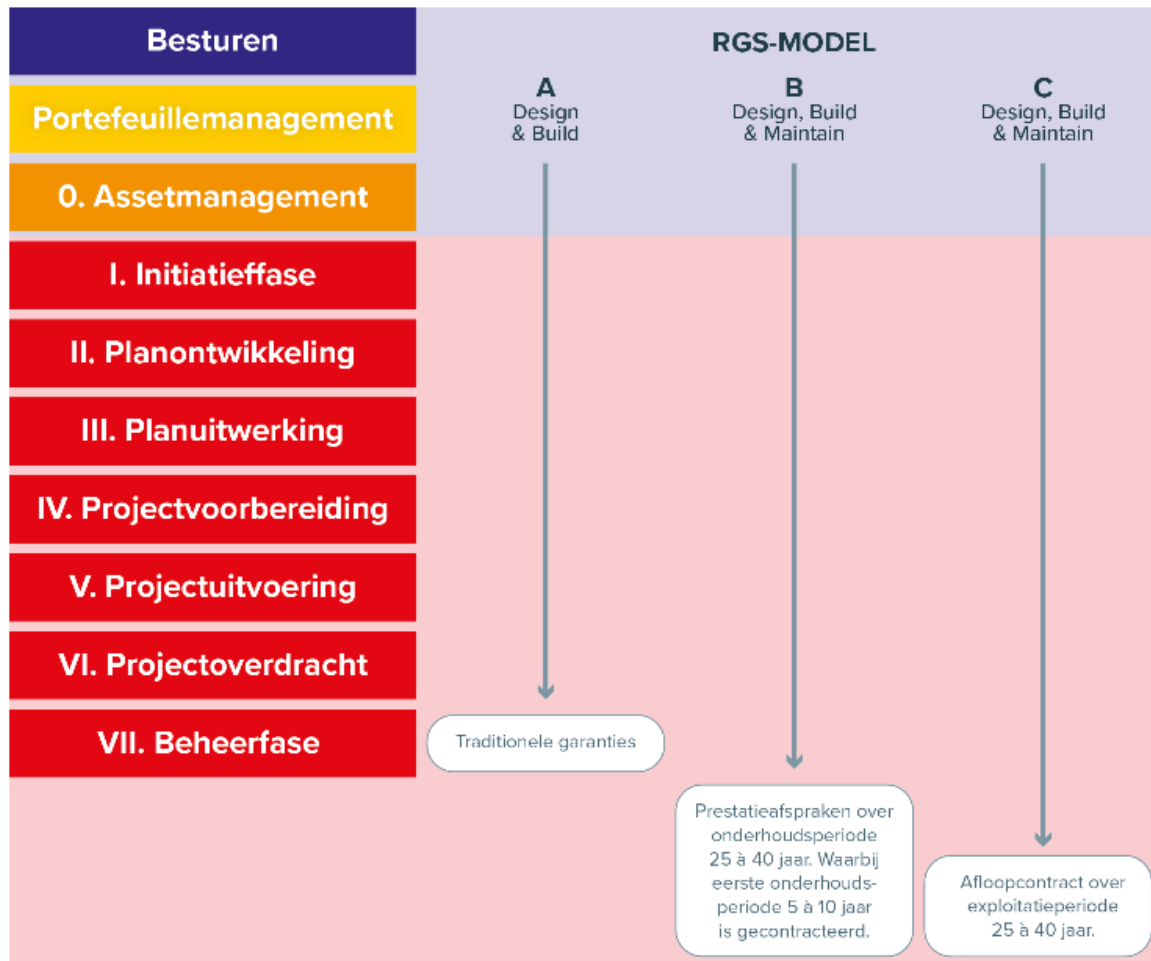 Besturen
Portefeuillemanagement
0. Assetmanagement
I. Initiatieffase
II. Planontwikkeling
III. Planuitwerking
IV. Projectvoorbereiding
V. Projectuitvoering
VI. Projectoverdracht
VII. Beheerfase
RGS-MODEL
A
Design
& Build
B
Design, Build
& Maintain
C
Design, Build
& Maintain
Traditionele garanties
Prestatieafspraken over
onderhoudsperiode
25 à 40 jaar. Waarbij
eerste onderhouds-
periode 5 à 10 jaar
is gecontracteerd.
Afloopcontract over
exploitatieperiode
25 à 40 jaar.